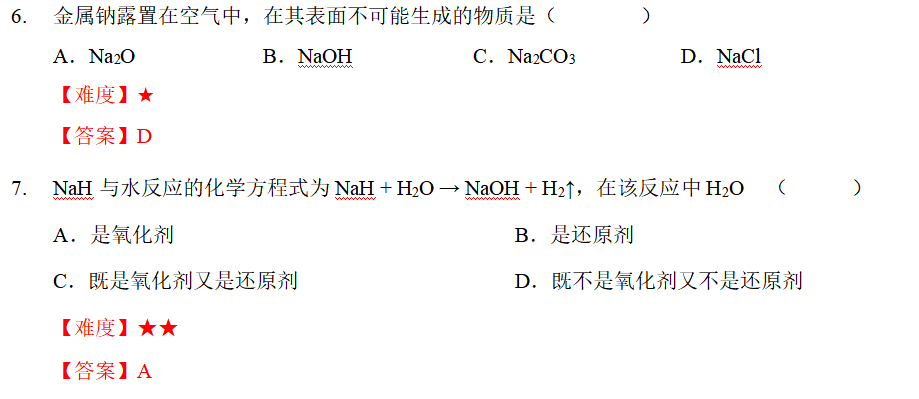 6. 金属钠露置在空气中，在其表面不可能生成的物质是（ ）
A．Na2O B．NaOH C．Na2CO3 D．NaCl
【难度】★
【答案】D
7. NaH 与水反应的化学方程式为 NaH + H2O → NaOH + H2↑，在该反应中 H2O （ ）
A．是氧化剂 B．是还原剂
C．既是氧化剂又是还原剂 D．既不是氧化剂又不是还原剂
【难度】★★
【答案】A